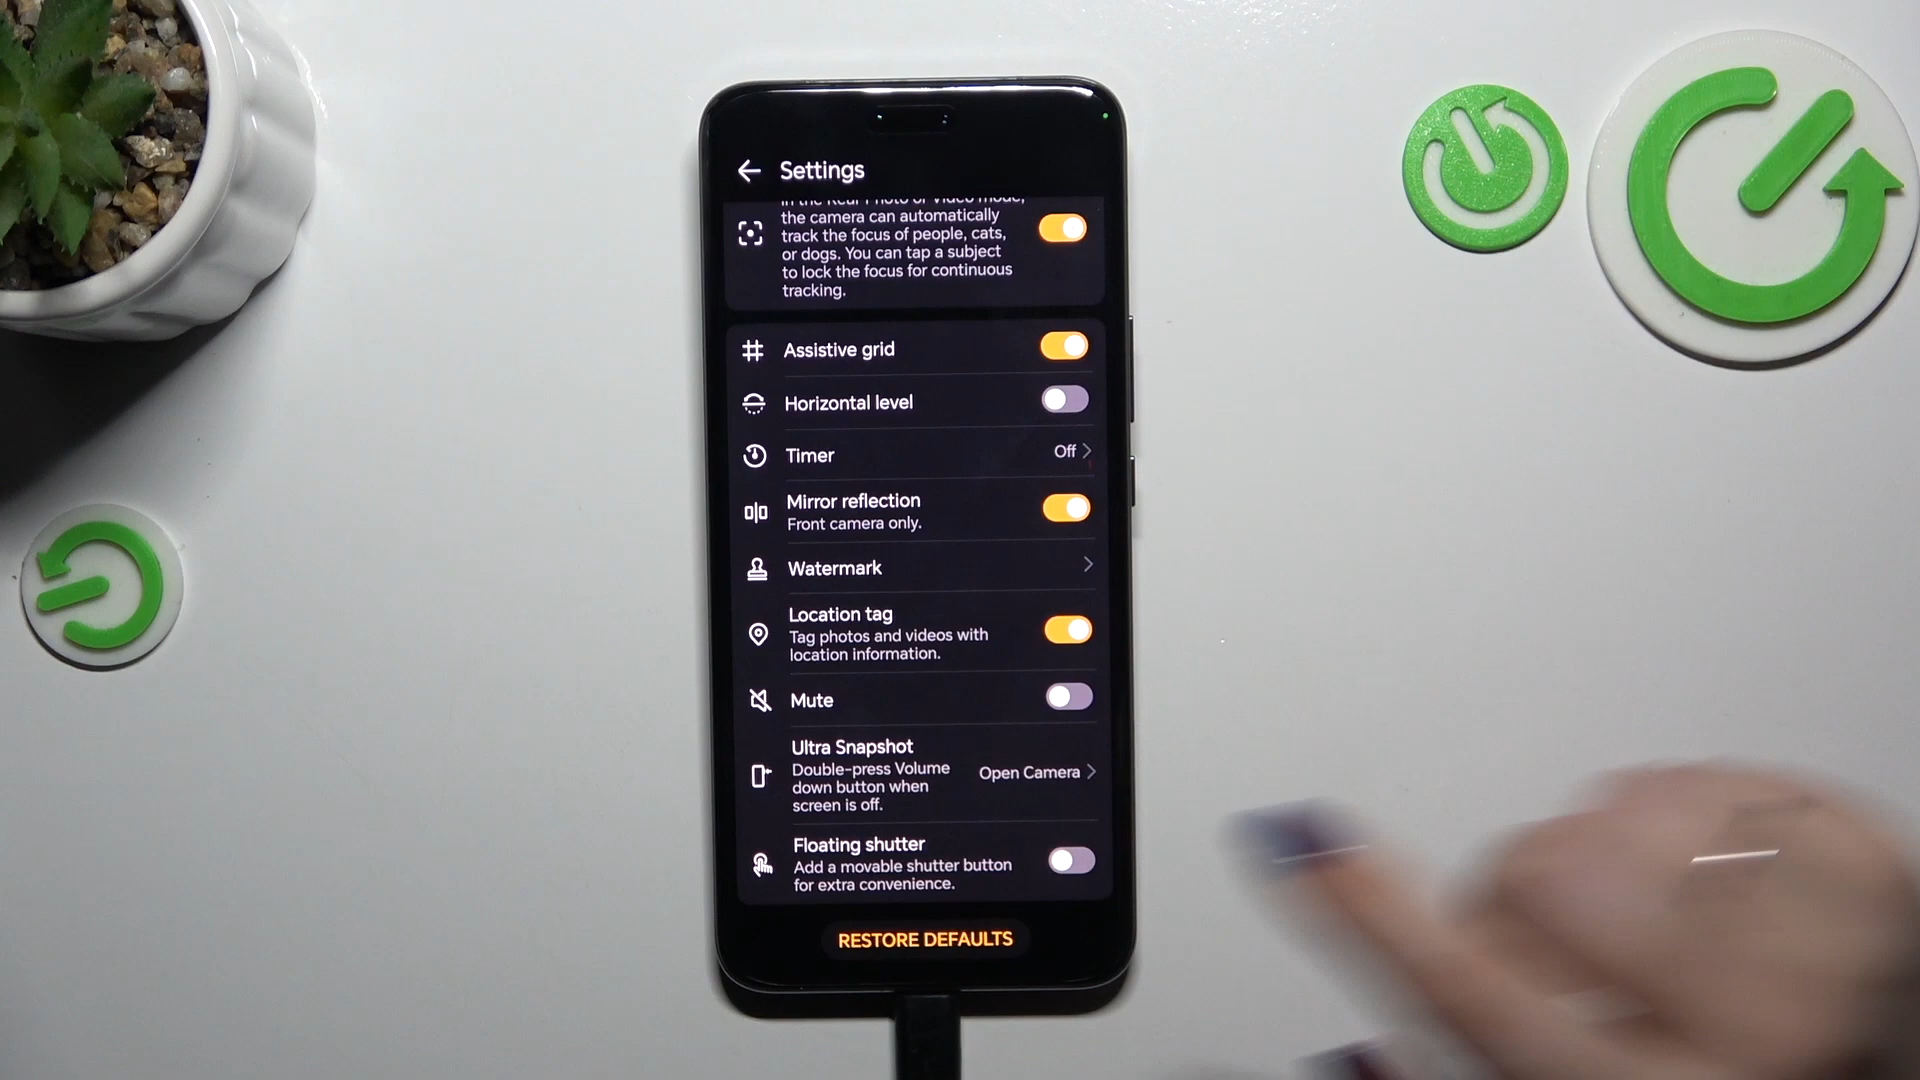 Settings
in the Rear Photo or Video mode,
the camera can automatically
track the focus of people, cats,
or dogs. You can tap a subject
to lock the focus for continuous
tracking.
Assistive grid
Horizontal level
Timer Off
Mirror reflection
Front camera only.
Watermark
Location tag
Tag photos and videos with
location information.
Mute
Ultra Snapshot
Double-press Volume
down button when
screen is off.
Open Camera
Floating shutter
Add a movable shutter button
for extra convenience.
RESTORE DEFAULTS